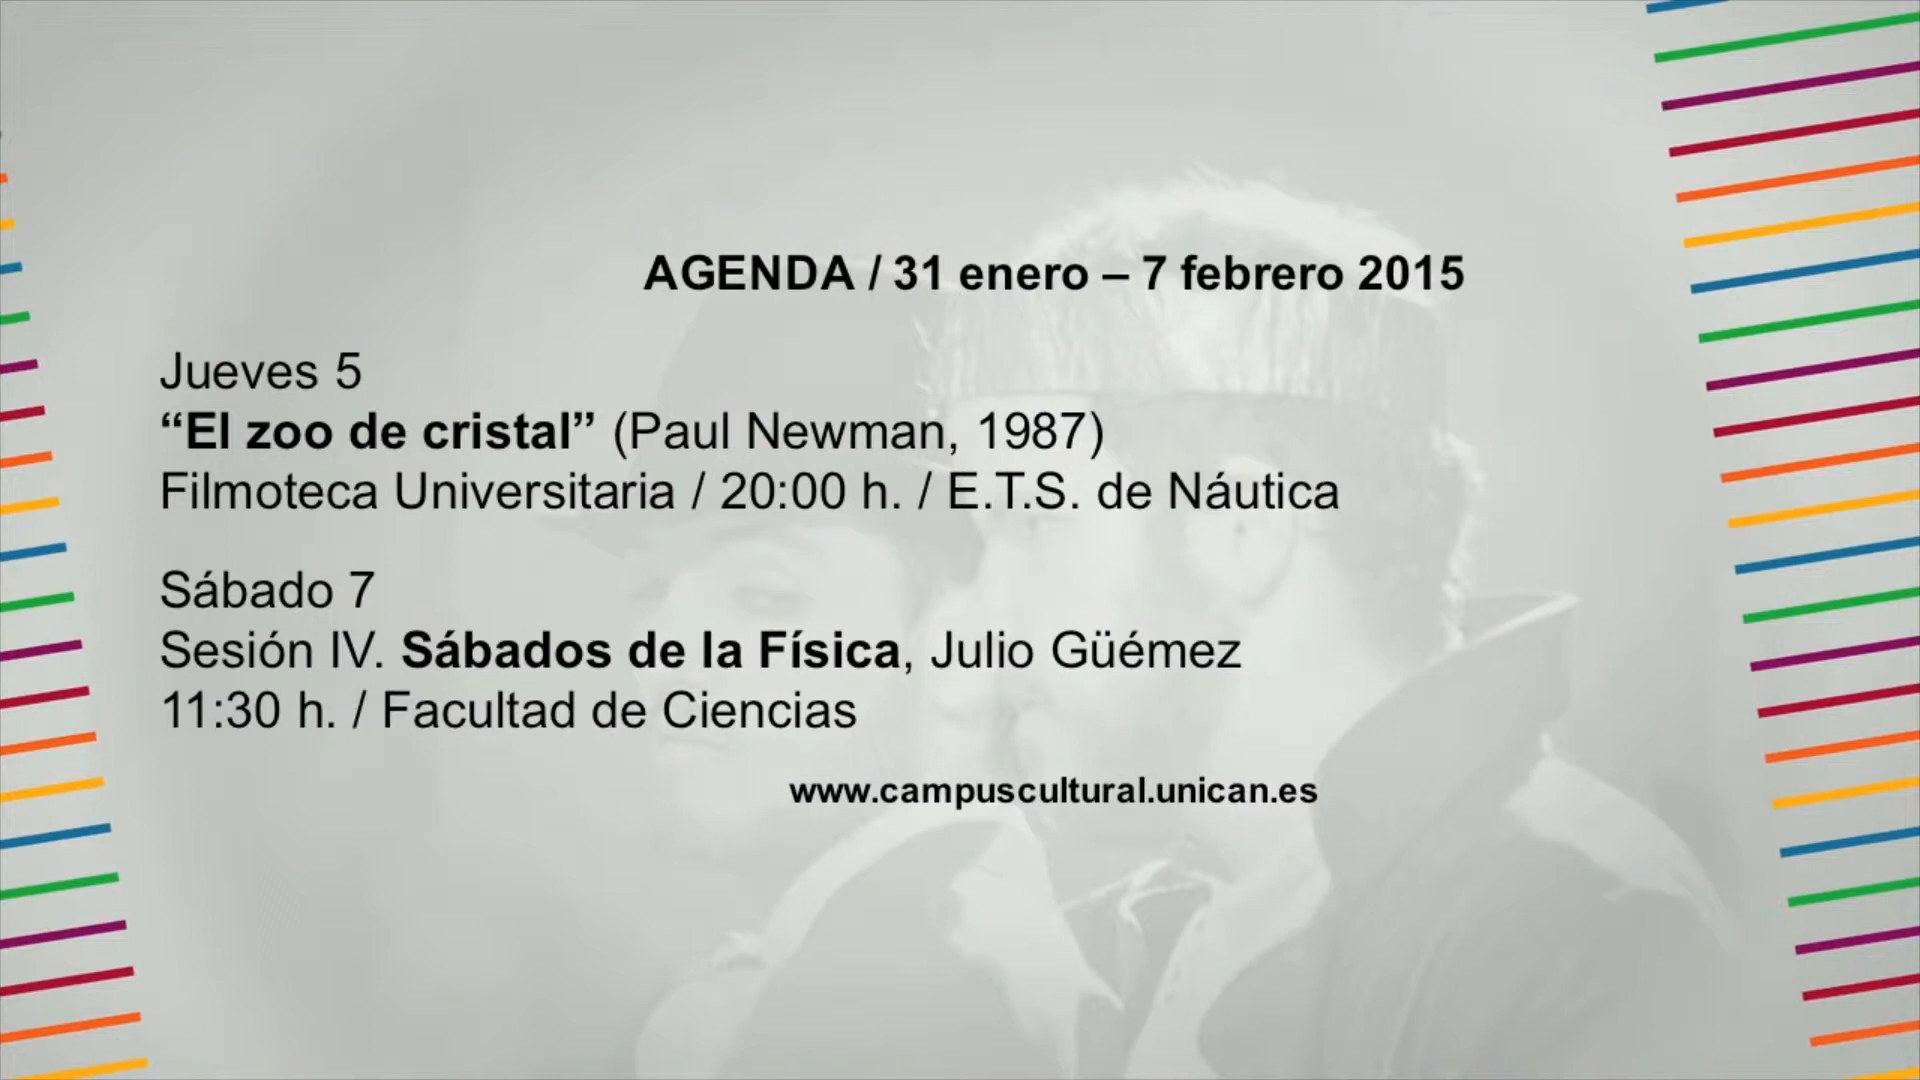 AGENDA / 31 enero – 7 febrero 2015
Jueves 5
“El zoo de cristal” (Paul Newman, 1987)
Filmoteca Universitaria / 20:00 h. / E.T.S. de Náutica
Sábado 7
Sesión IV. Sábados de la Física, Julio Güémez
11:30 h. / Facultad de Ciencias
www.campuscultural.unican.es